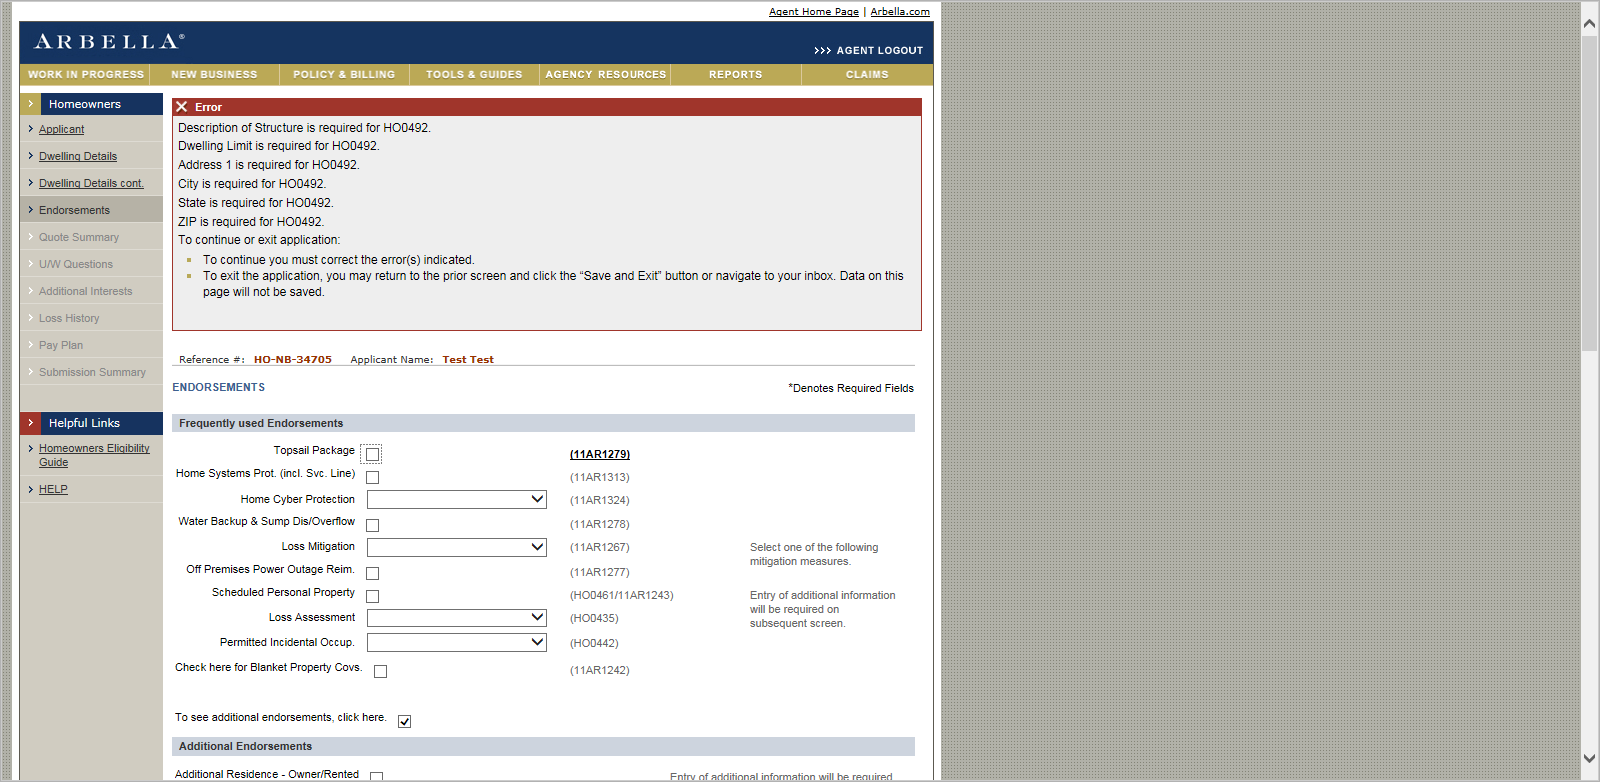 Agent Home Page | Arbella.com
ARBELLA®
>>> AGENT LOGOUT
WORK IN PROGRESS NEW BUSINESS POLICY & BILLING TOOLS & GUIDES AGENCY RESOURCES REPORTS CLAIMS
Homeowners
Applicant
Dwelling Details
Dwelling Details cont.
Endorsements
Quote Summary
U/W Questions
Additional Interests
Loss History
Pay Plan
Submission Summary
Helpful Links
Homeowners Eligibility
Guide
HELP
Error
Description of Structure is required for HO0492.
Dwelling Limit is required for HO0492.
Address 1 is required for HO0492.
City is required for HO0492.
State is required for HO0492.
ZIP is required for HO0492.
To continue or exit application:
To continue you must correct the error(s) indicated.
To exit the application, you may return to the prior screen and click the “Save and Exit” button or navigate to your inbox. Data on this
page will not be saved.
Reference #: HO-NB-34705 Applicant Name: Test Test
ENDORSEMENTS
*Denotes Required Fields
Frequently used Endorsements
Topsail Package (11AR1279)
Home Systems Prot. (incl. Svc. Line) (11AR1313)
Home Cyber Protection (11AR1324)
Water Backup & Sump Dis/Overflow (11AR1278)
Loss Mitigation (11AR1267) Select one of the following
mitigation measures.
Off Premises Power Outage Reim. (11AR1277)
Scheduled Personal Property (HO0461/11AR1243) Entry of additional information
will be required on
subsequent screen.
Loss Assessment (HO0435)
Permitted Incidental Occup. (HO0442)
Check here for Blanket Property Covs. (11AR1242)
To see additional endorsements, click here.
Additional Endorsements
Additional Residence - Owner/Rented Entry of additional information will be required